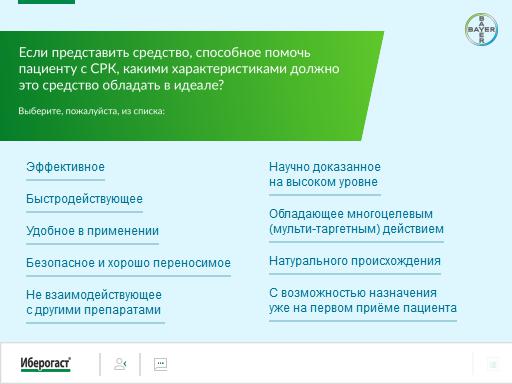 BAYER
Если представить средство, способное помочь
пациенту с СРК, какими характеристиками должно
это средство обладать в идеале?
Выберите, пожалуйста, из списка:
Эффективное
Быстродействующее
Удобное в применении
Безопасное и хорошо переносимое
Не взаимодействующее
с другими препаратами
Научно доказанное
на высоком уровне
Обладающее многоцелевым
(мульти-таргетным) действием
Натурального происхождения
С возможностью назначения
уже на первом приёме пациента
Иберогаст®